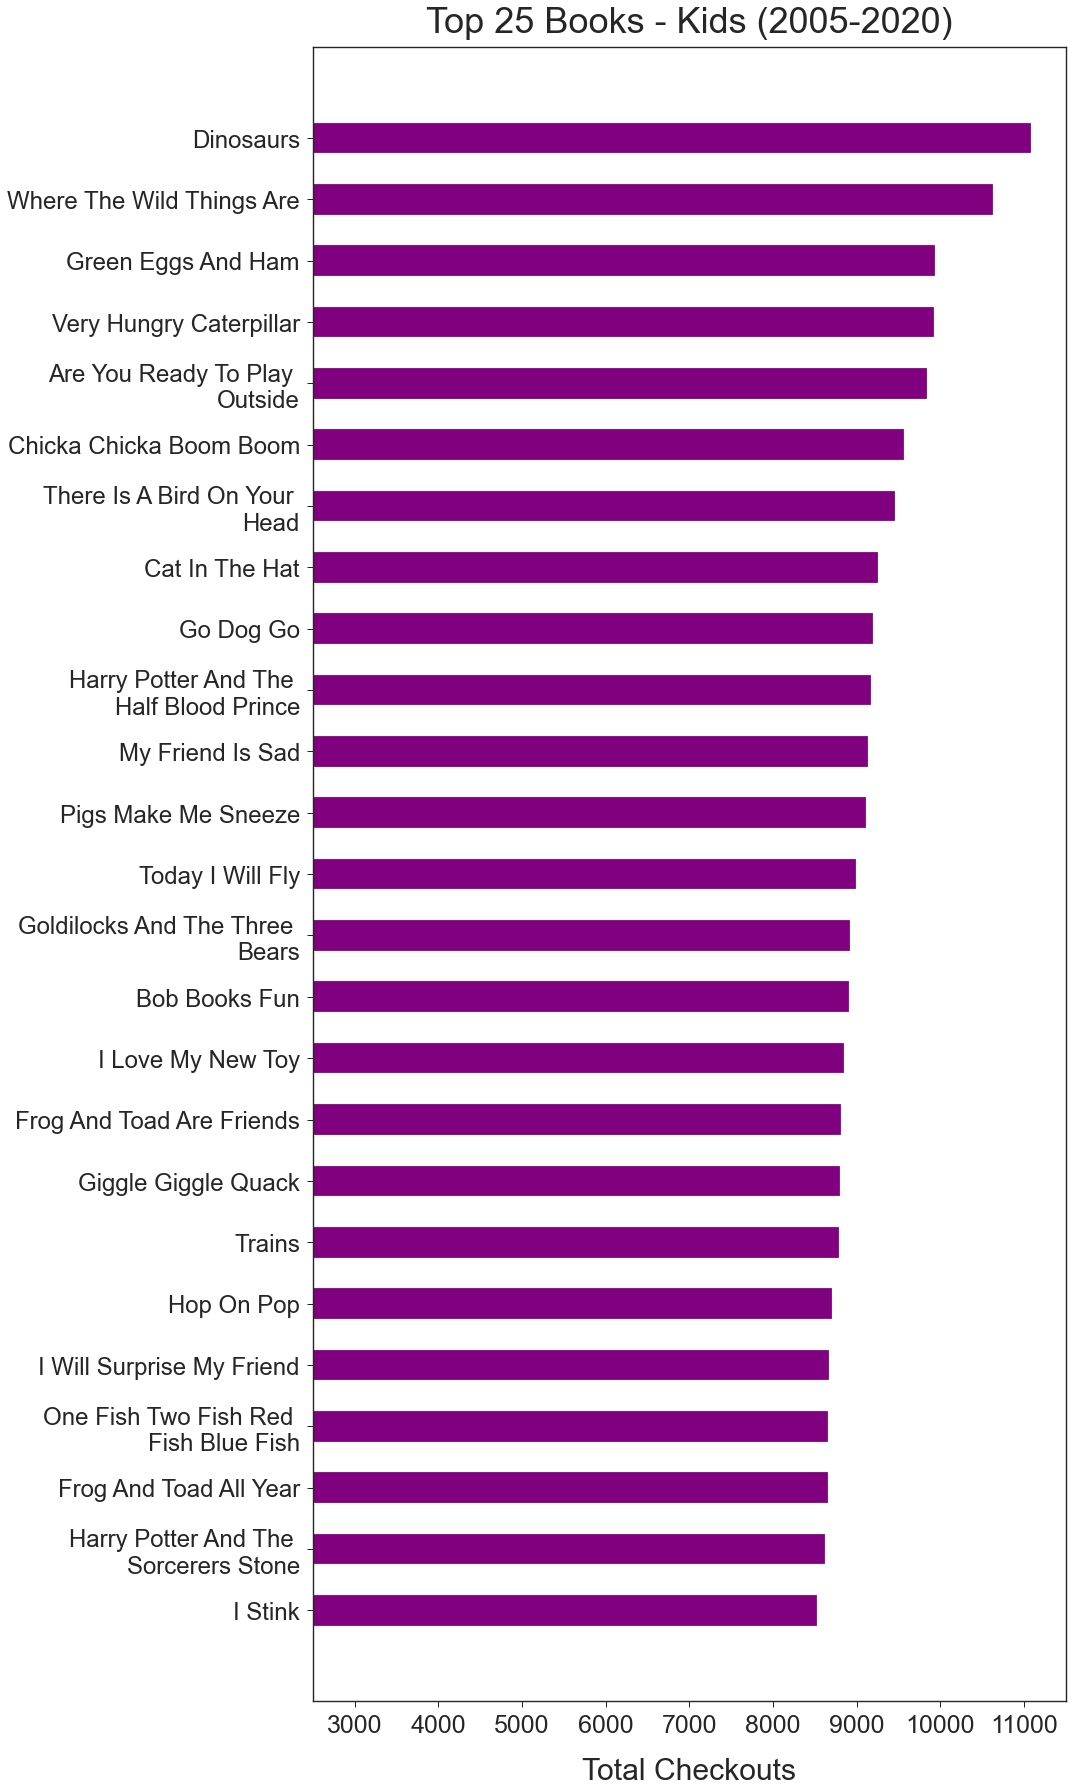 Top 25 Books - Kids (2005-2020)
Dinosaurs
Where The Wild Things Are
Green Eggs And Ham
Very Hungry Caterpillar
Are You Ready To Play
Outside
Chicka Chicka Boom Boom
There Is A Bird On Your
Head
Cat In The Hat
Go Dog Go
Harry Potter And The
Half Blood Prince
My Friend Is Sad
Pigs Make Me Sneeze
Today I Will Fly
Goldilocks And The Three
Bears
Bob Books Fun
I Love My New Toy
Frog And Toad Are Friends
Giggle Giggle Quack
Trains
Hop On Pop
I Will Surprise My Friend
One Fish Two Fish Red
Fish Blue Fish
Frog And Toad All Year
Harry Potter And The
Sorcerers Stone
I Stink
3000 4000 5000 6000 7000 8000 9000 10000 11000
Total Checkouts